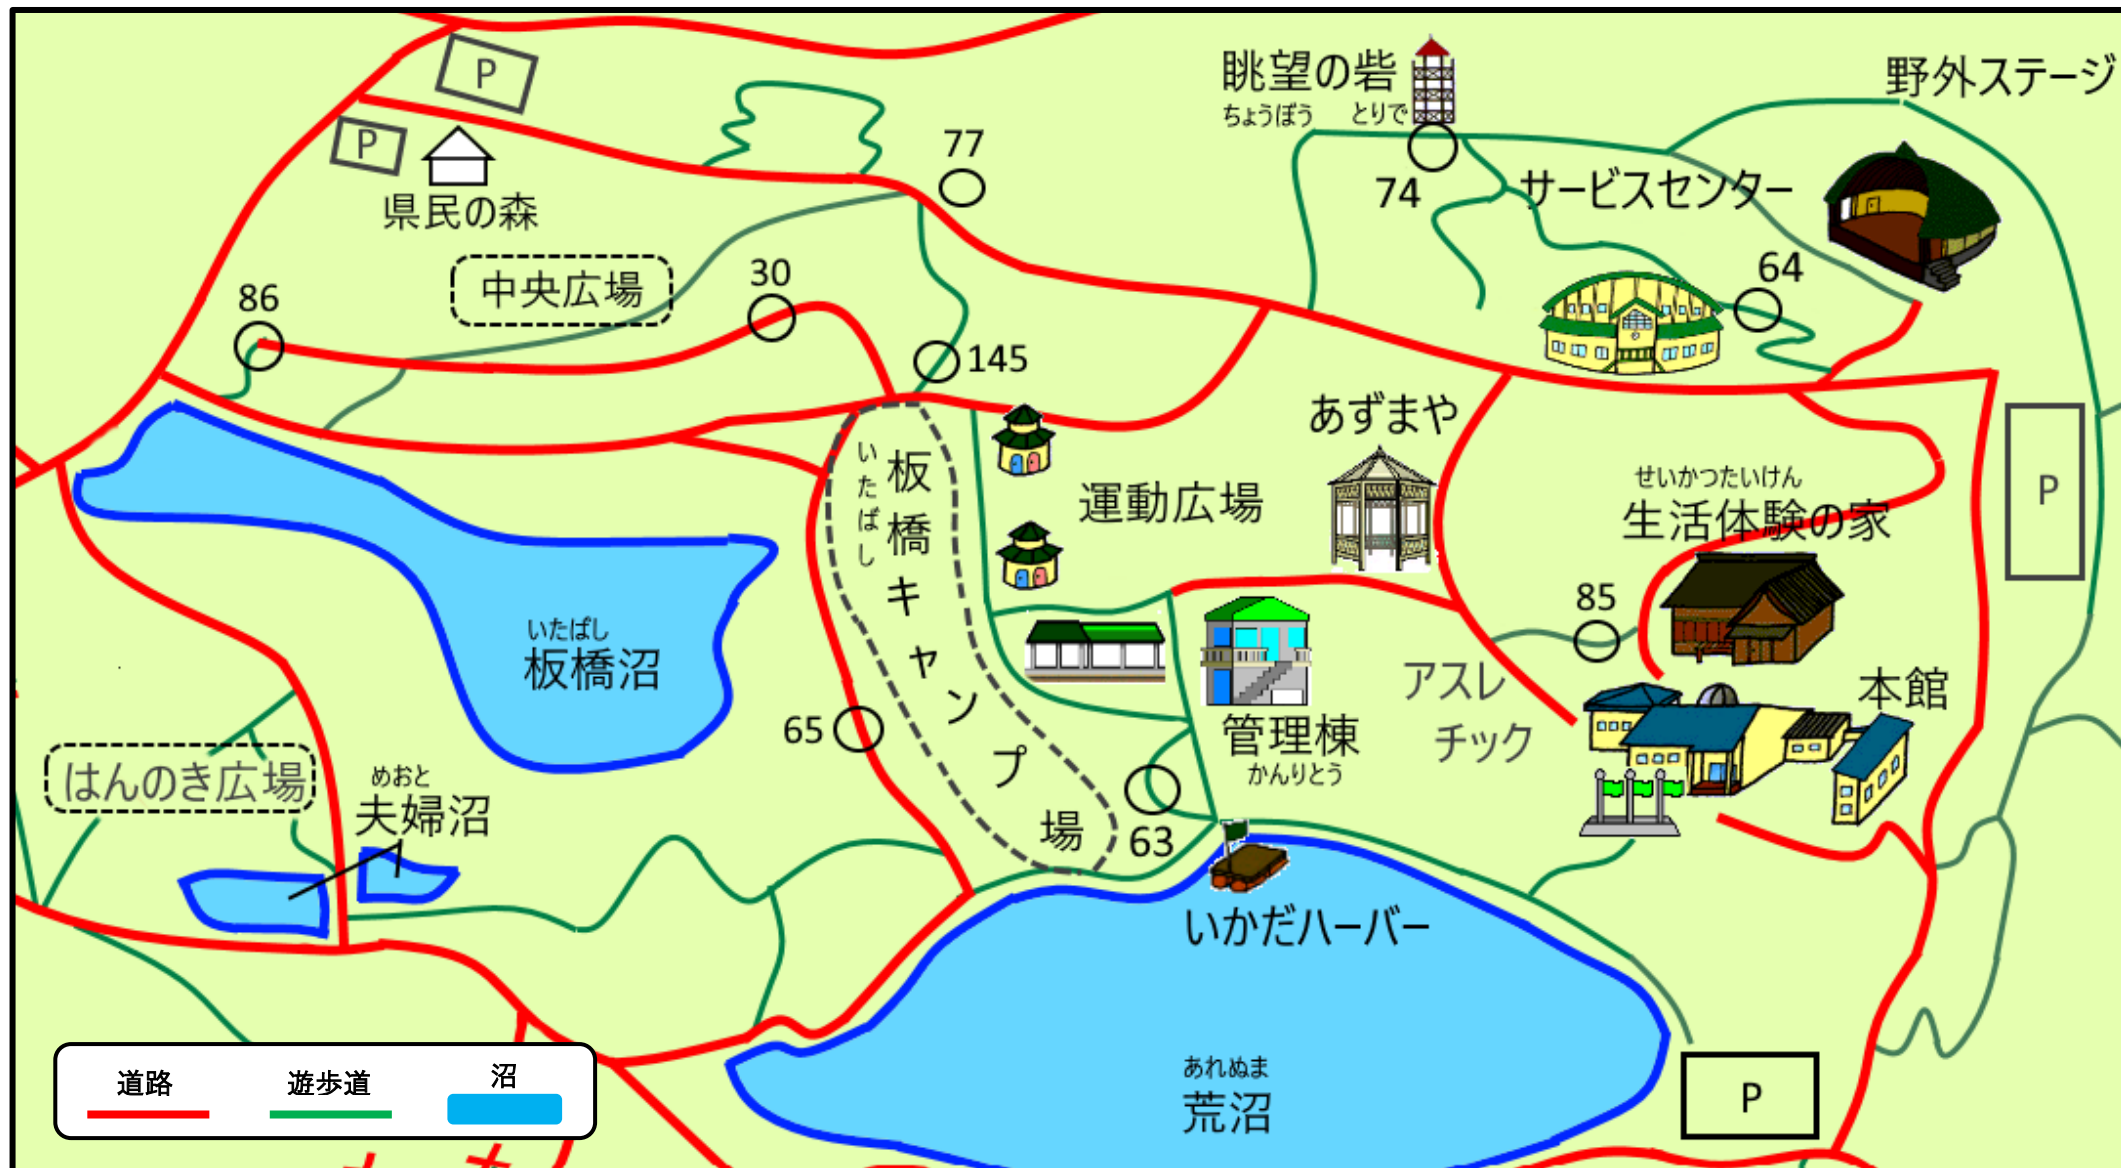 P
P
県民の森
中央広場
86
30
77
145
眺望の砦
ちょうぼう とりで
74
サービスセンター
64
野外ステージ
あずまや
運動広場
いたばし
板橋キャンプ場
せいかつたいけん
生活体験の家
85
P
いたばし
板橋沼
65
63
管理棟
かんりとう
アスレ
チック
本館
はんのき広場
めおと
夫婦沼
いかだハーバー
あれぬま
荒沼
P
道路
遊歩道
沼